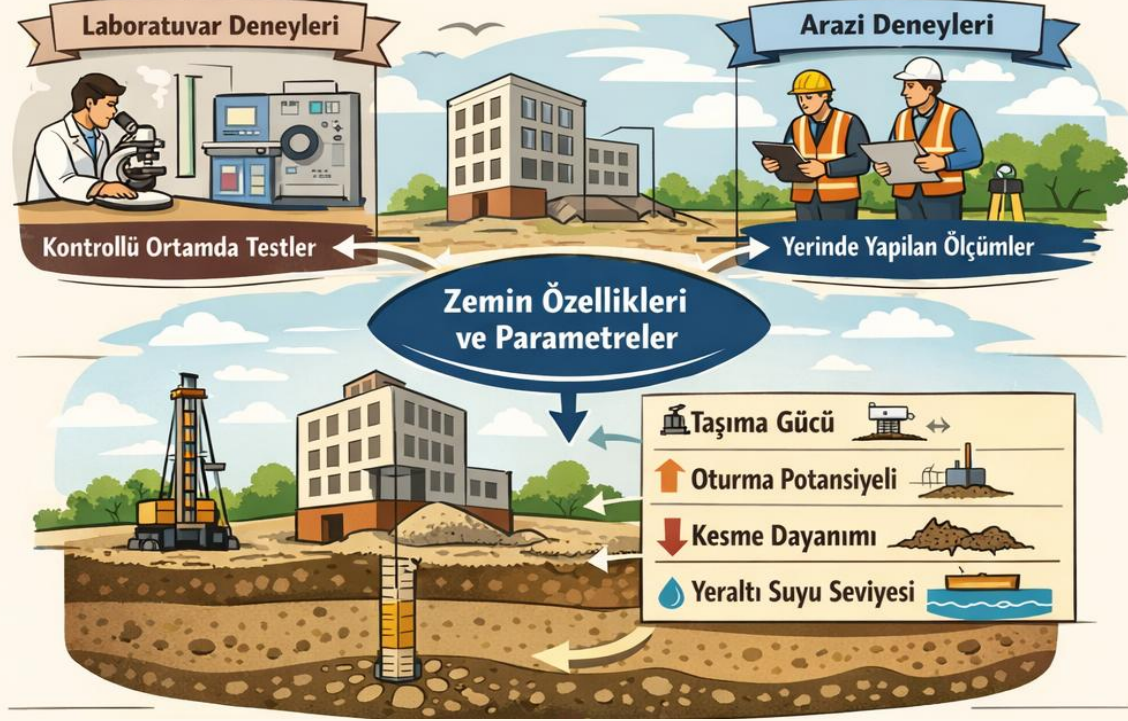 Laboratuvar Deneyleri
Arazi Deneyleri
Kontrollü Ortamda Testler
Yerinde Yapılan Ölçümler
Zemin Özellikleri
ve Parametreler
Taşıma Gücü
Oturma Potansiyeli
Kesme Dayanımı
Yeraltı Suyu Seviyesi